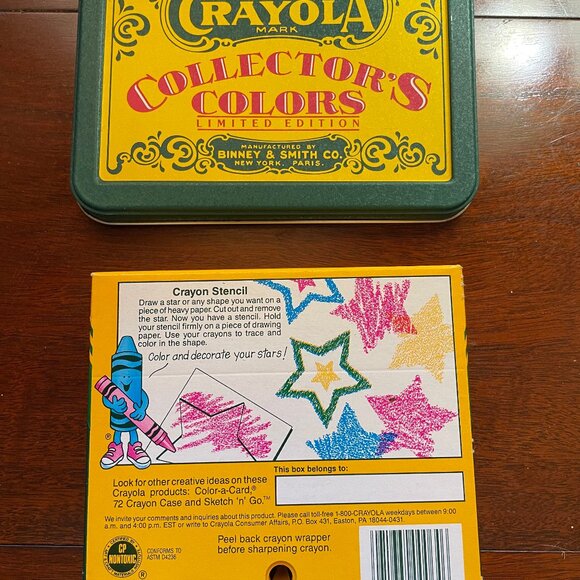 CRAYOLA
MARK
COLLECTOR'S
COLORS
LIMITED EDITION
MANUFACTURED BY
BINNEY & SMITH CO.
NEW YORK, PARIS.
Crayon Stencil
Draw a star or any shape you want on a
piece of heavy paper. Cut out and remove
the star. Now you have a stencil. Hold
your stencil firmly on a piece of drawing
paper. Use your crayons to trace and
color in the shape.
Color and decorate your stars!
®
Look for other creative ideas on these
Crayola products: Color-a-Card,®
72 Crayon Case and Sketch 'n' Go.™
This box belongs to:
We invite your comments and inquiries about this product. Please call toll-free 1-800-CRAYOLA weekdays between 9:00
a.m. and 4:00 p.m. EST or write to Crayola Consumer Affairs, P.O. Box 431, Easton, PA 18044-0431.
CP
NONTOXIC
®
CONFORMS TO
ASTM D4236
Peel back crayon wrapper
before sharpening crayon.